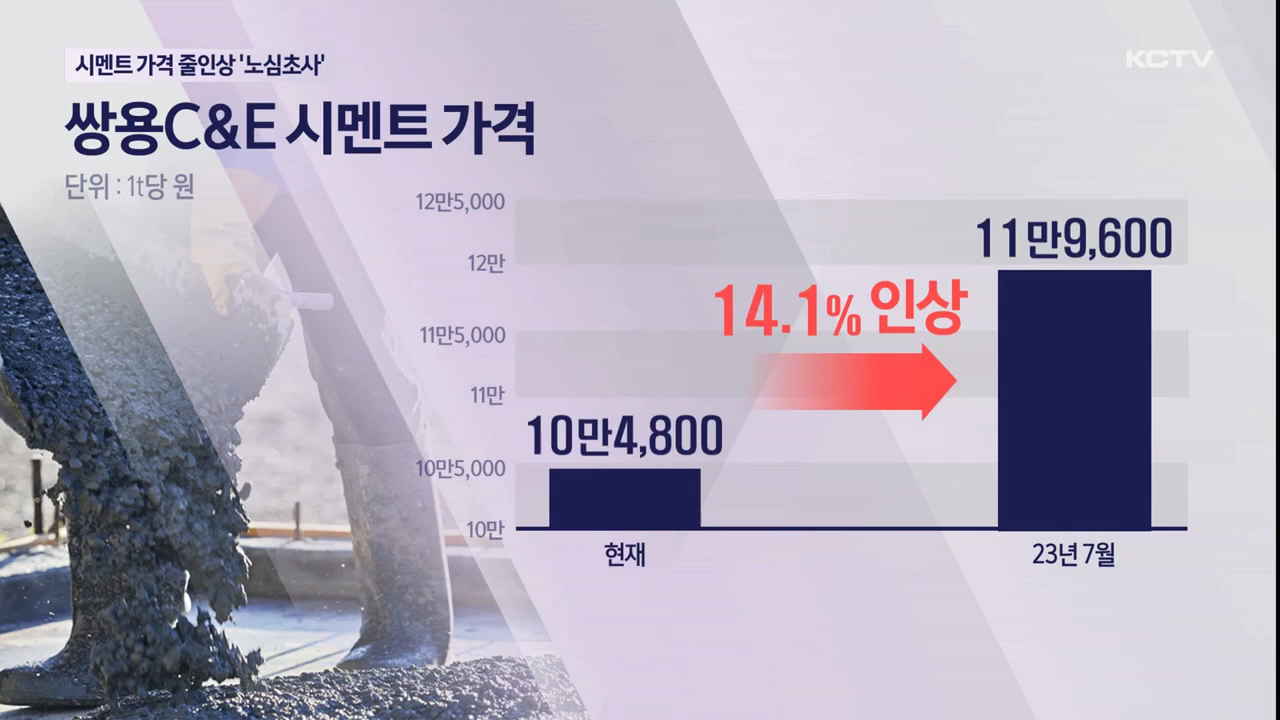 시멘트 가격 줄인상 '노심초사'
KCTV
쌍용C&E 시멘트 가격
단위 : 1t당 원
12만5,000
12만
11만5,000
11만
10만5,000
10만
11만9,600
14.1% 인상
10만4,800
현재
23년 7월